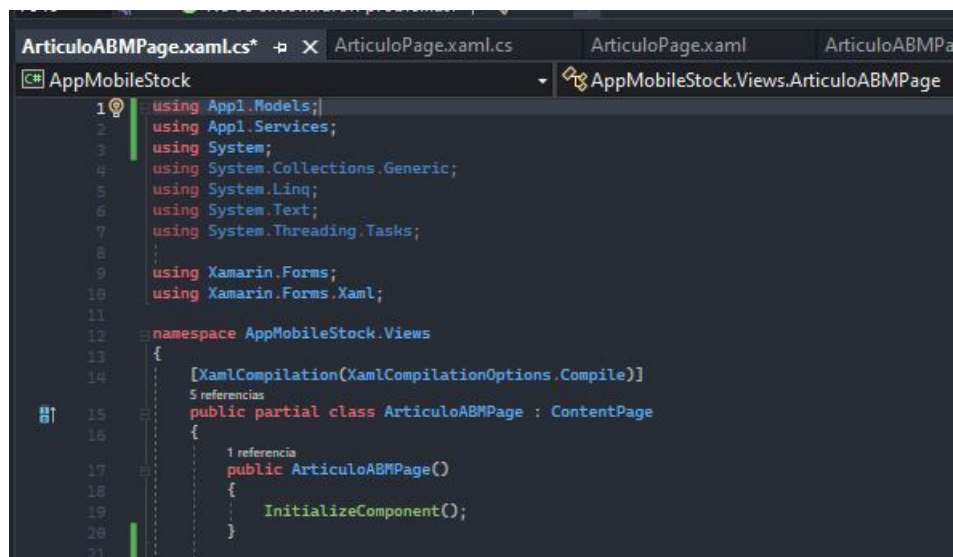 ArticuloABMPage.xaml.cs* ArticuloPage.xaml.cs ArticuloPage.xaml ArticuloABMPa
C# AppMobileStock AppMobileStock.Views.ArticuloABMPage
1 using App1.Models;
2 using App1.Services;
3 using System;
4 using System.Collections.Generic;
5 using System.Linq;
6 using System.Text;
7 using System.Threading.Tasks;
8
9 using Xamarin.Forms;
10 using Xamarin.Forms.Xaml;
11
12 namespace AppMobileStock.Views
13 {
14 [XamlCompilation(XamlCompilationOptions.Compile)]
5 referencias
15 public partial class ArticuloABMPage : ContentPage
16 {
1 referencia
17 public ArticuloABMPage()
18 {
19 InitializeComponent();
20 }
21